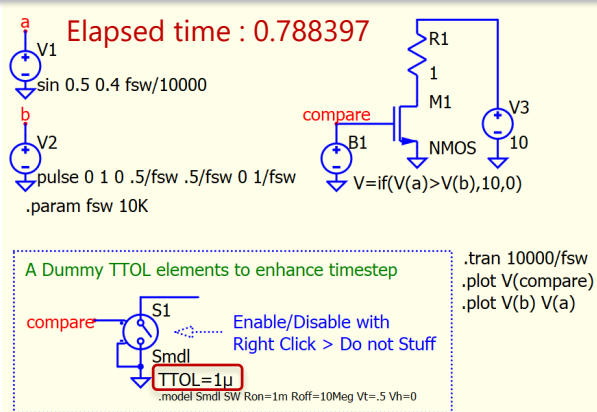 Elapsed time : 0.788397
a
V1
sin 0.5 0.4 fsw/10000
b
V2
pulse 0 1 0 .5/fsw .5/fsw 0 1/fsw
.param fsw 10K
R1
1
M1
NMOS
compare
B1
V=if(V(a)>V(b),10,0)
V3
10
A Dummy TTOL elements to enhance timestep
compare
S1
Smdl
TTOL=1µ
.model Smdl SW Ron=1m Roff=10Meg Vt=.5 Vh=0
Enable/Disable with
Right Click > Do not Stuff
.tran 10000/fsw
.plot V(compare)
.plot V(b) V(a)